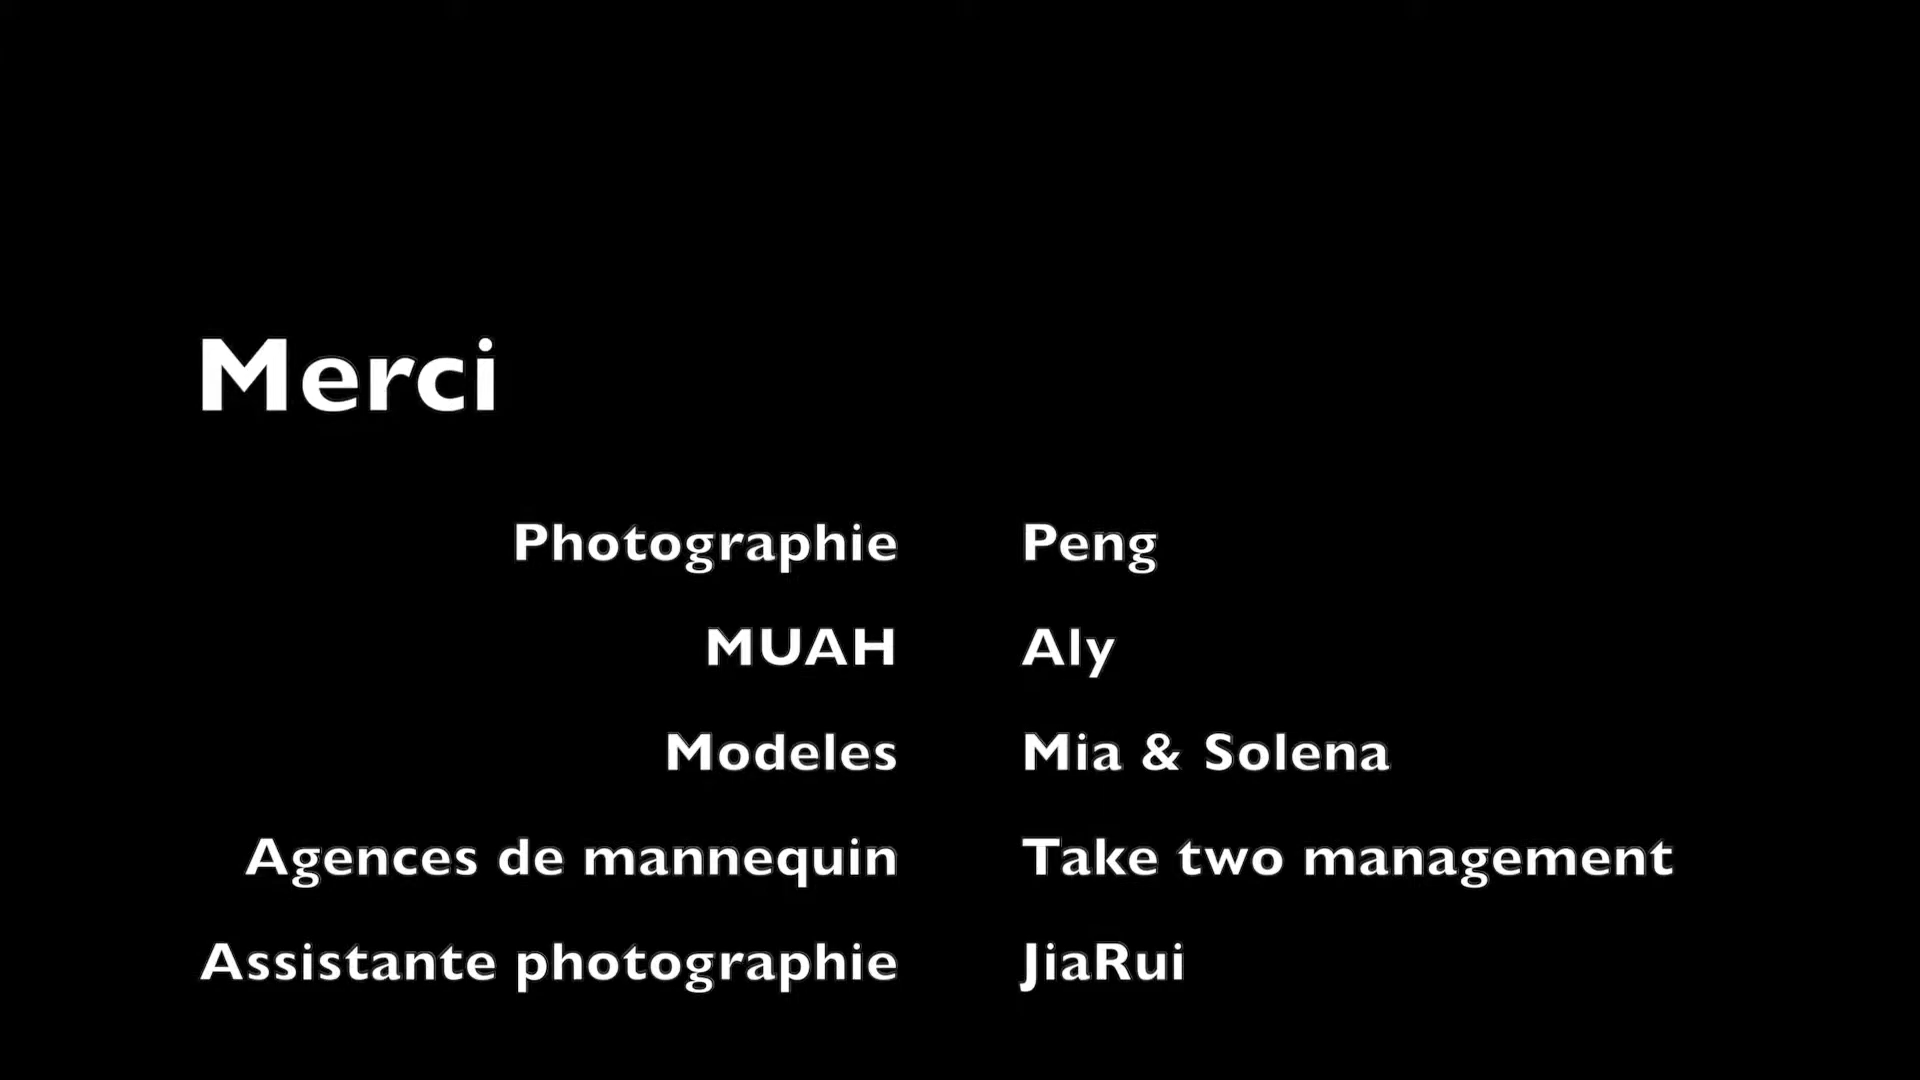 Merci
Photographie Peng
MUAH Aly
Modeles Mia & Solena
Agences de mannequin Take two management
Assistante photographie JiaRui